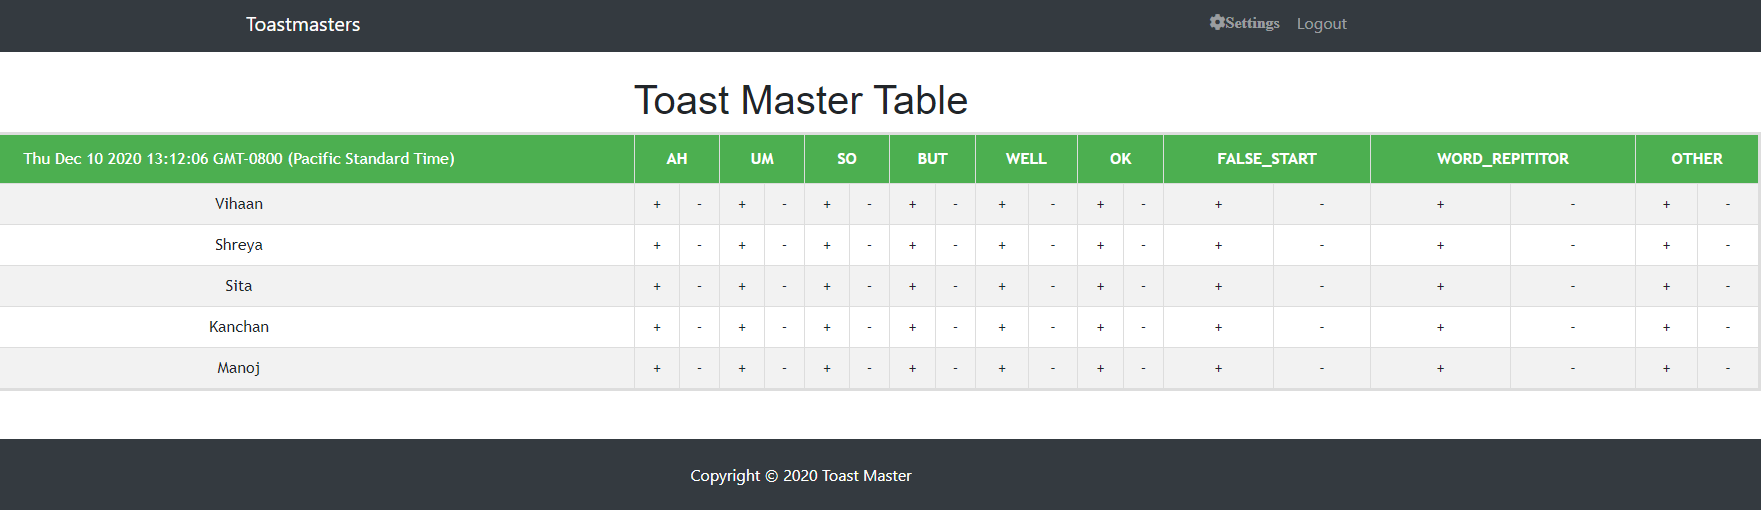 Toastmasters Settings Logout
Toast Master Table
Thu Dec 10 2020 13:12:06 GMT-0800 (Pacific Standard Time) AH UM SO BUT WELL OK FALSE_START WORD_REPITITOR OTHER
Vihaan + - + - + - + - + - + - + - + - + -
Shreya + - + - + - + - + - + - + - + - + -
Sita + - + - + - + - + - + - + - + - + -
Kanchan + - + - + - + - + - + - + - + - + -
Manoj + - + - + - + - + - + - + - + - + -
Copyright © 2020 Toast Master